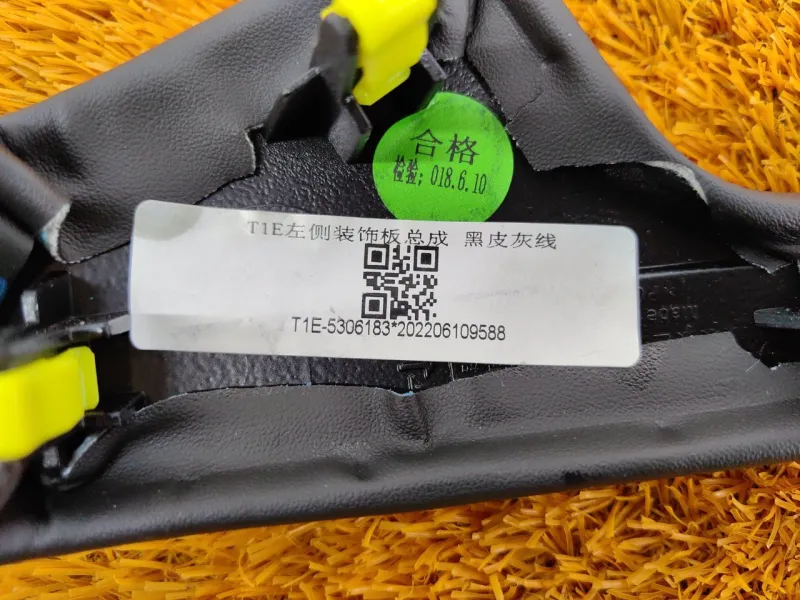 合格
检验: 018.6.10
T1E左侧装饰板总成 黑皮灰线
T1E-5306183*202206109588